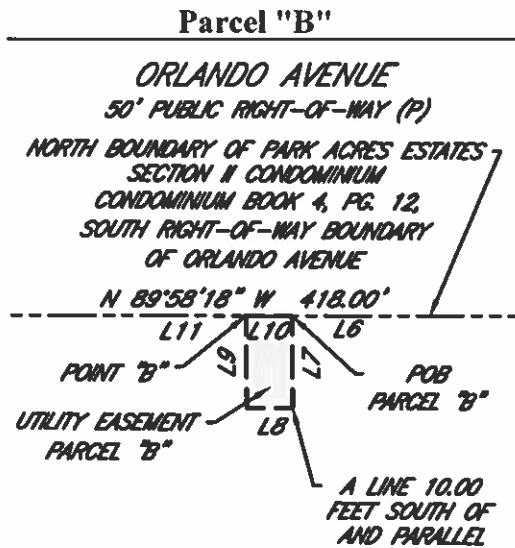 Parcel "B"
ORLANDO AVENUE
50' PUBLIC RIGHT-OF-WAY (P)
NORTH BOUNDARY OF PARK ACRES ESTATES
SECTION II CONDOMINIUM
CONDOMINIUM BOOK 4, PG. 12,
SOUTH RIGHT-OF-WAY BOUNDARY
OF ORLANDO AVENUE
N 89°58'18" W 418.00'
L11 L10 L6
L9 L7
POINT "B"
POB
PARCEL "B"
UTILITY EASEMENT
PARCEL "B"
L8
A LINE 10.00
FEET SOUTH OF
AND PARALLEL